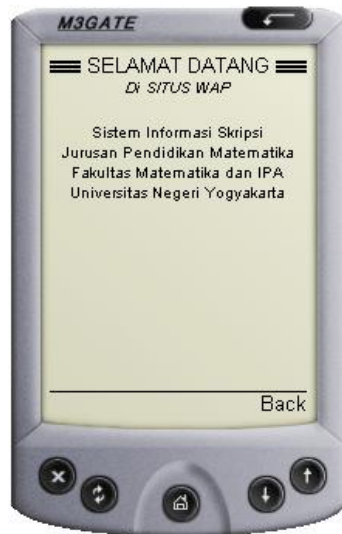 M3GATE
SELAMAT DATANG
Di SITUS WAP
Sistem Informasi Skripsi
Jurusan Pendidikan Matematika
Fakultas Matematika dan IPA
Universitas Negeri Yogyakarta
Back